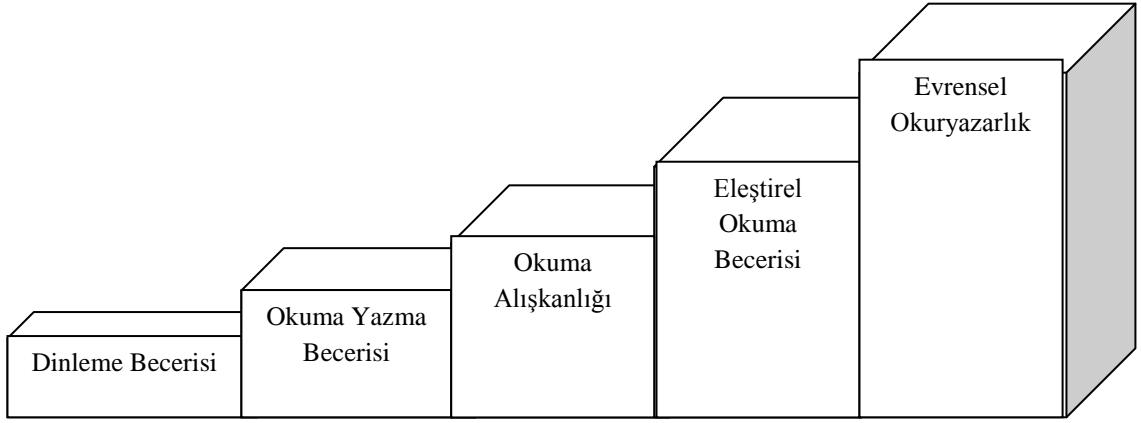 Evrensel
Okuryazarlık
Eleştirel
Okuma
Becerisi
Okuma
Alışkanlığı
Okuma Yazma
Becerisi
Dinleme Becerisi